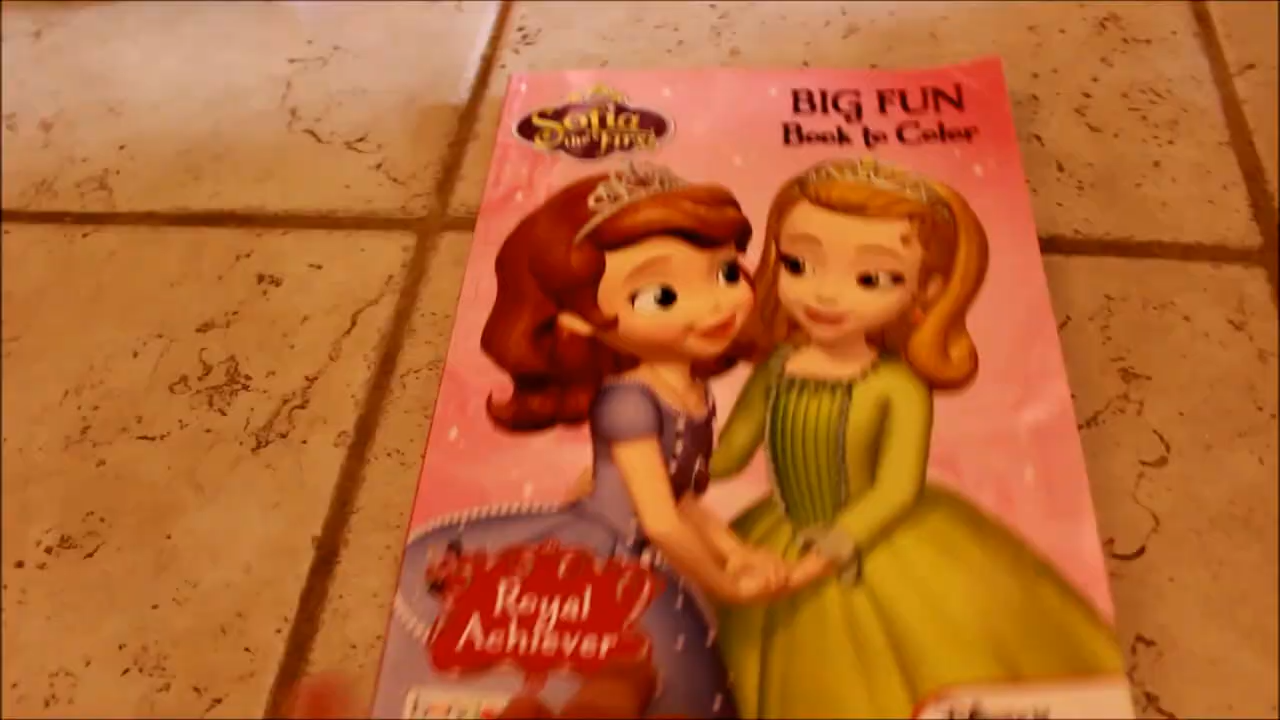 Sofia
the First
BIG FUN
Book to Color
Royal
Achiever